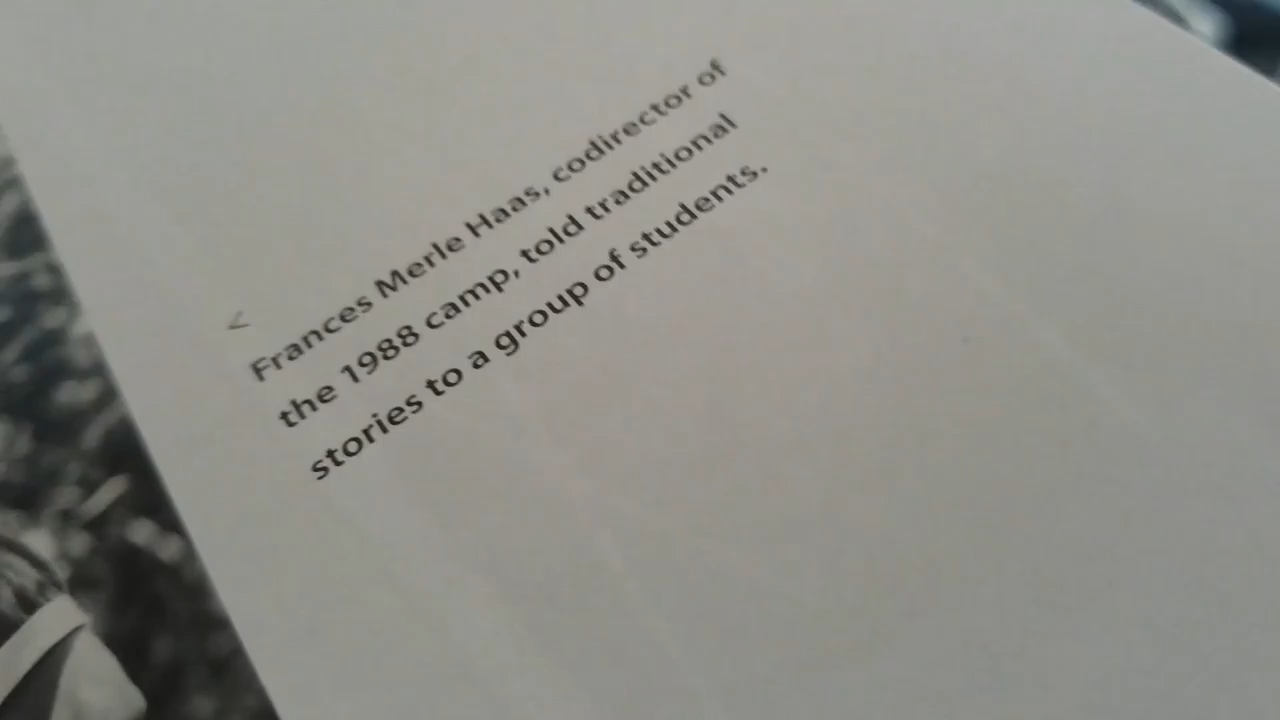 <
Frances Merle Haas, codirector of
the 1988 camp, told traditional
stories to a group of students.